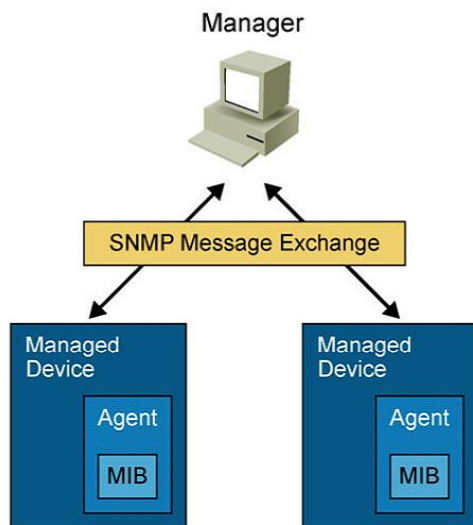 Manager
SNMP Message Exchange
Managed
Device
Agent
MIB
Managed
Device
Agent
MIB